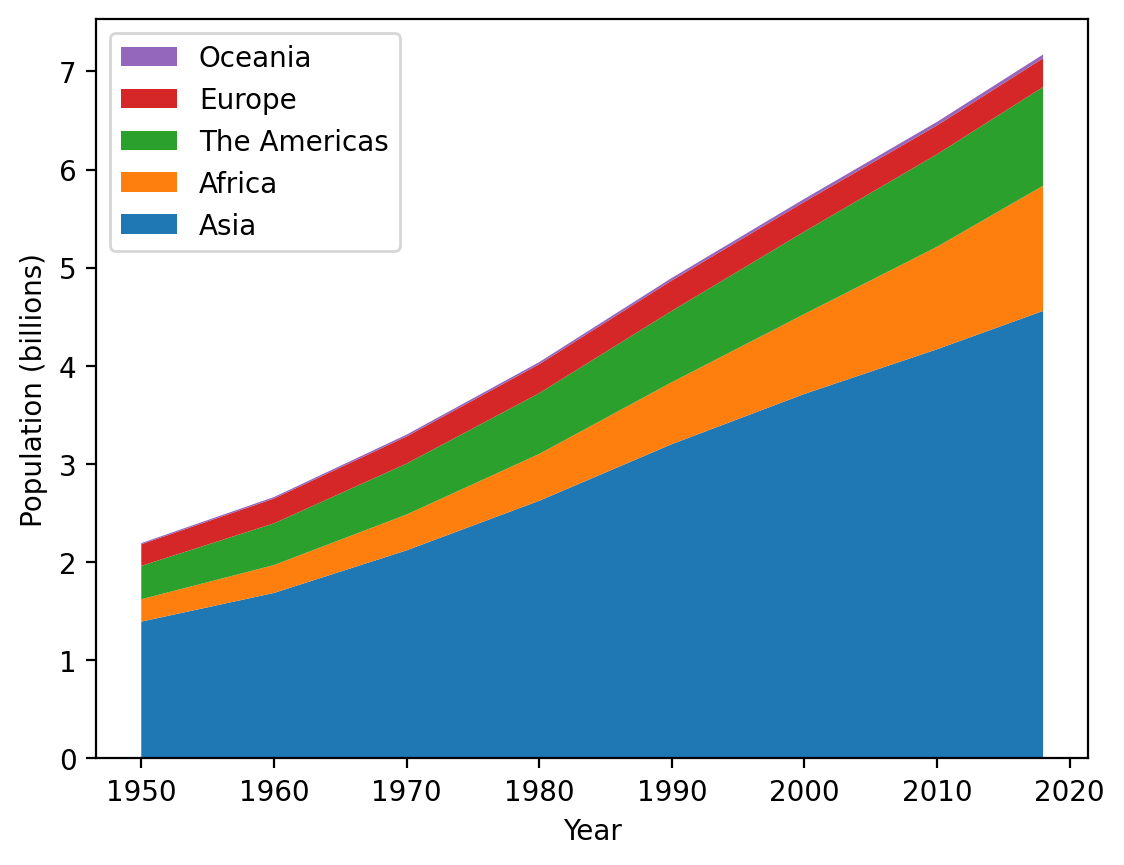 Oceania
Europe
The Americas
Africa
Asia
Population (billions)
7
6
5
4
3
2
1
0
1950 1960 1970 1980 1990 2000 2010 2020
Year